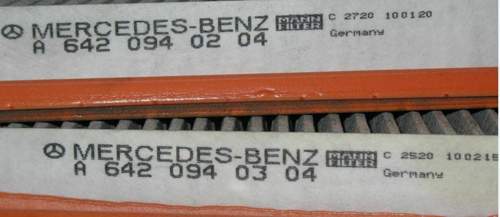 MERCEDES-BENZ MANN FILTER C 2720 100120
A 642 094 02 04 Germany
MERCEDES-BENZ MANN FILTER C 2520 100218
A 642 094 03 04 Germany